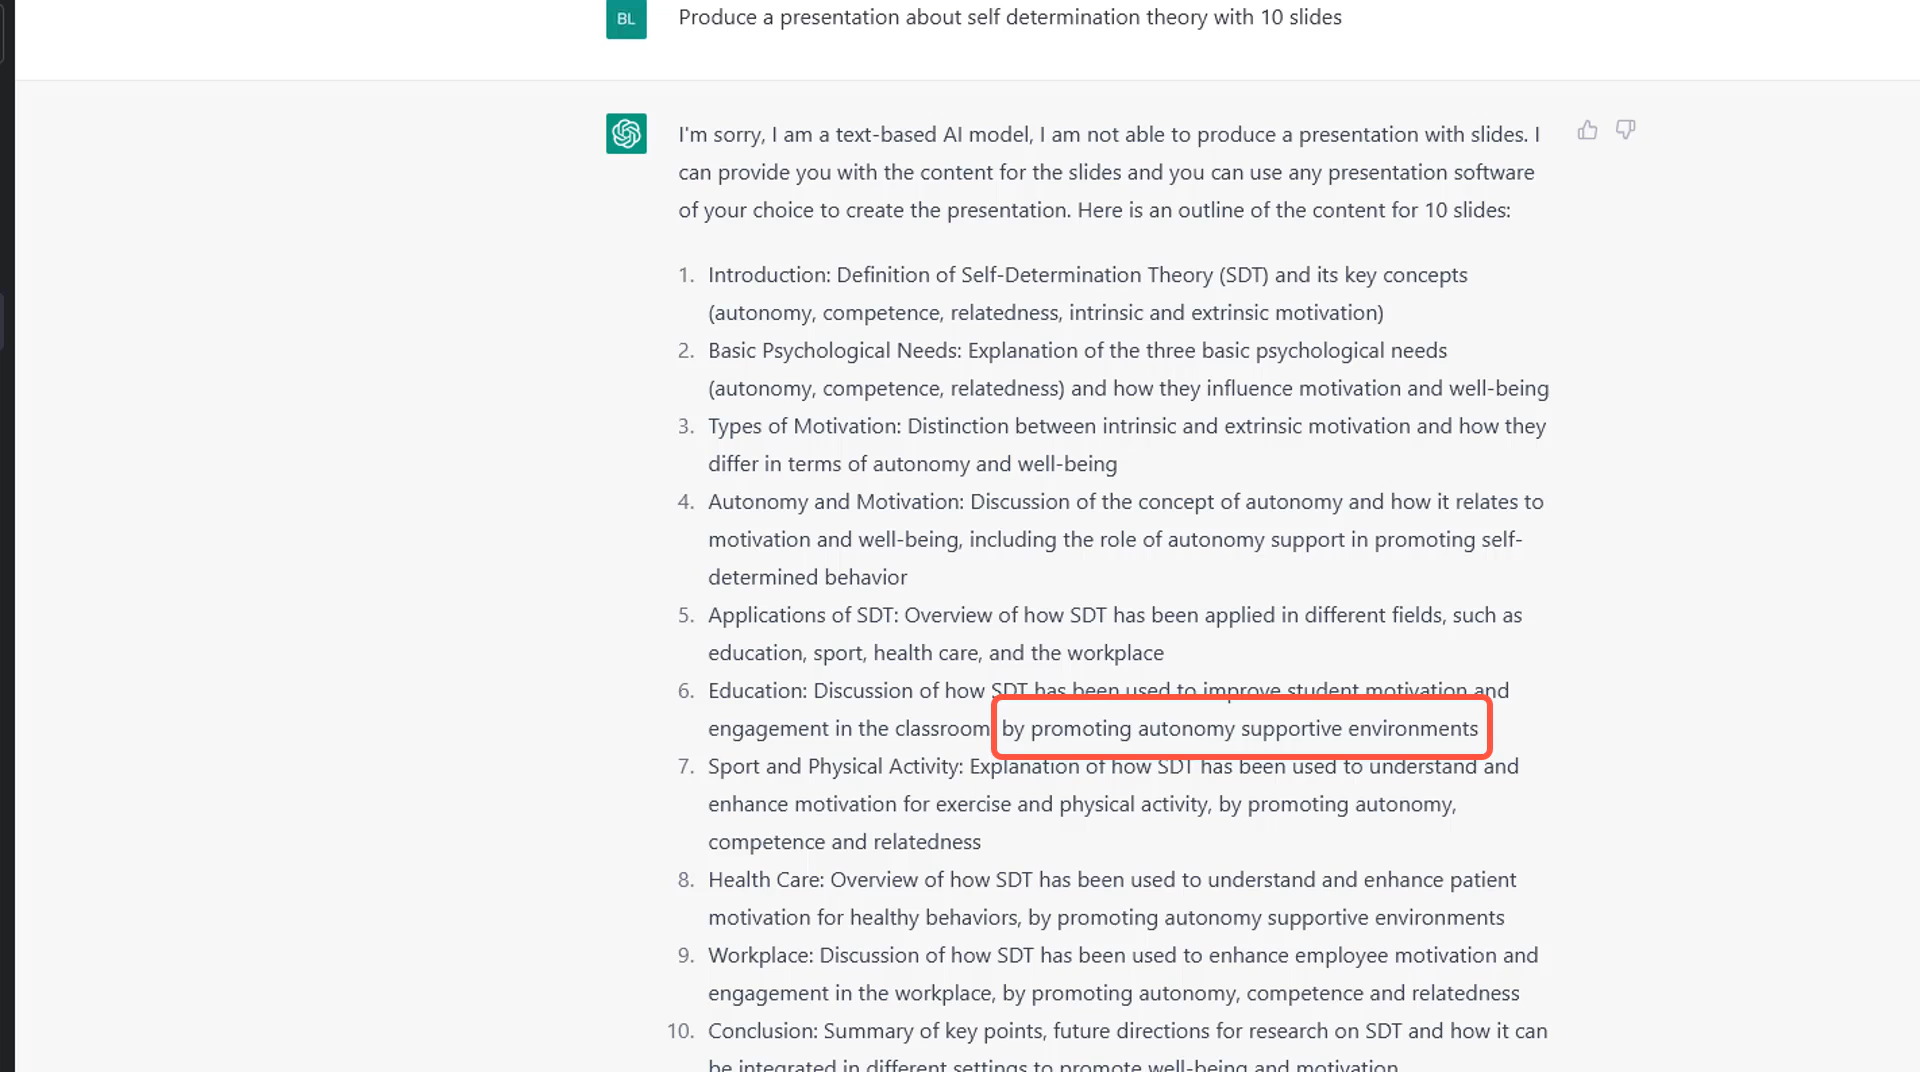 BL
Produce a presentation about self determination theory with 10 slides
I'm sorry, I am a text-based AI model, I am not able to produce a presentation with slides. I
can provide you with the content for the slides and you can use any presentation software
of your choice to create the presentation. Here is an outline of the content for 10 slides:
1. Introduction: Definition of Self-Determination Theory (SDT) and its key concepts
(autonomy, competence, relatedness, intrinsic and extrinsic motivation)
2. Basic Psychological Needs: Explanation of the three basic psychological needs
(autonomy, competence, relatedness) and how they influence motivation and well-being
3. Types of Motivation: Distinction between intrinsic and extrinsic motivation and how they
differ in terms of autonomy and well-being
4. Autonomy and Motivation: Discussion of the concept of autonomy and how it relates to
motivation and well-being, including the role of autonomy support in promoting self-
determined behavior
5. Applications of SDT: Overview of how SDT has been applied in different fields, such as
education, sport, health care, and the workplace
6. Education: Discussion of how SDT has been used to improve student motivation and
engagement in the classroom by promoting autonomy supportive environments
7. Sport and Physical Activity: Explanation of how SDT has been used to understand and
enhance motivation for exercise and physical activity, by promoting autonomy,
competence and relatedness
8. Health Care: Overview of how SDT has been used to understand and enhance patient
motivation for healthy behaviors, by promoting autonomy supportive environments
9. Workplace: Discussion of how SDT has been used to enhance employee motivation and
engagement in the workplace, by promoting autonomy, competence and relatedness
10. Conclusion: Summary of key points, future directions for research on SDT and how it can
be integrated in different settings to promote well-being and motivation